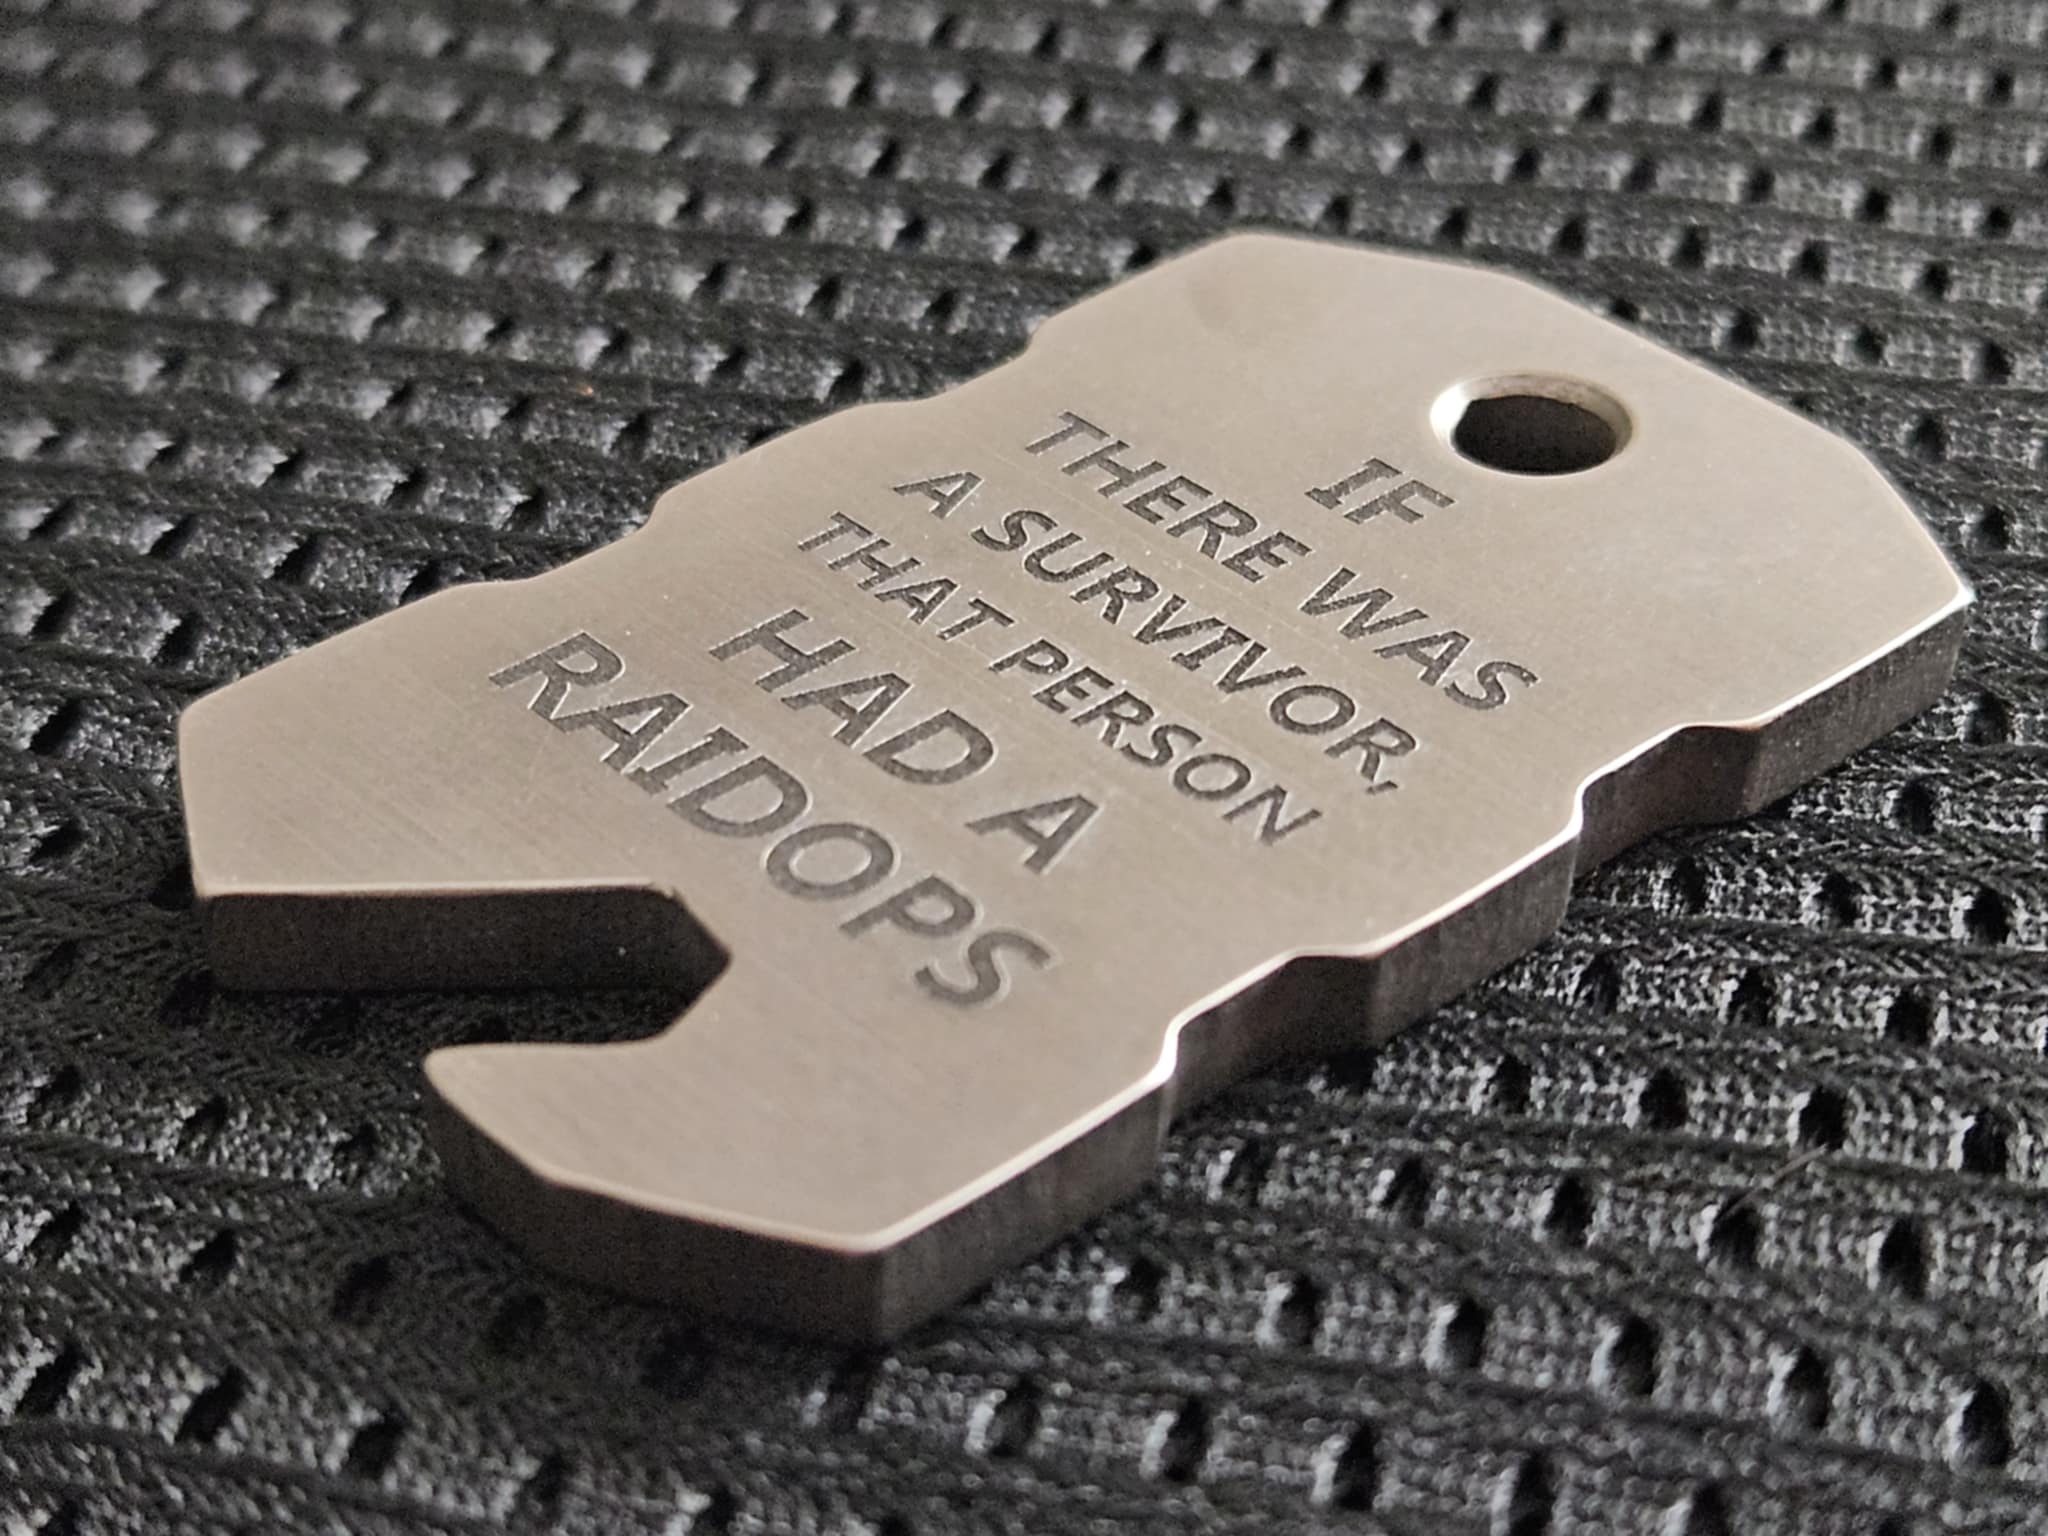 IF
THERE WAS
A SURVIVOR,
THAT PERSON
HAD A
RAIDOPS